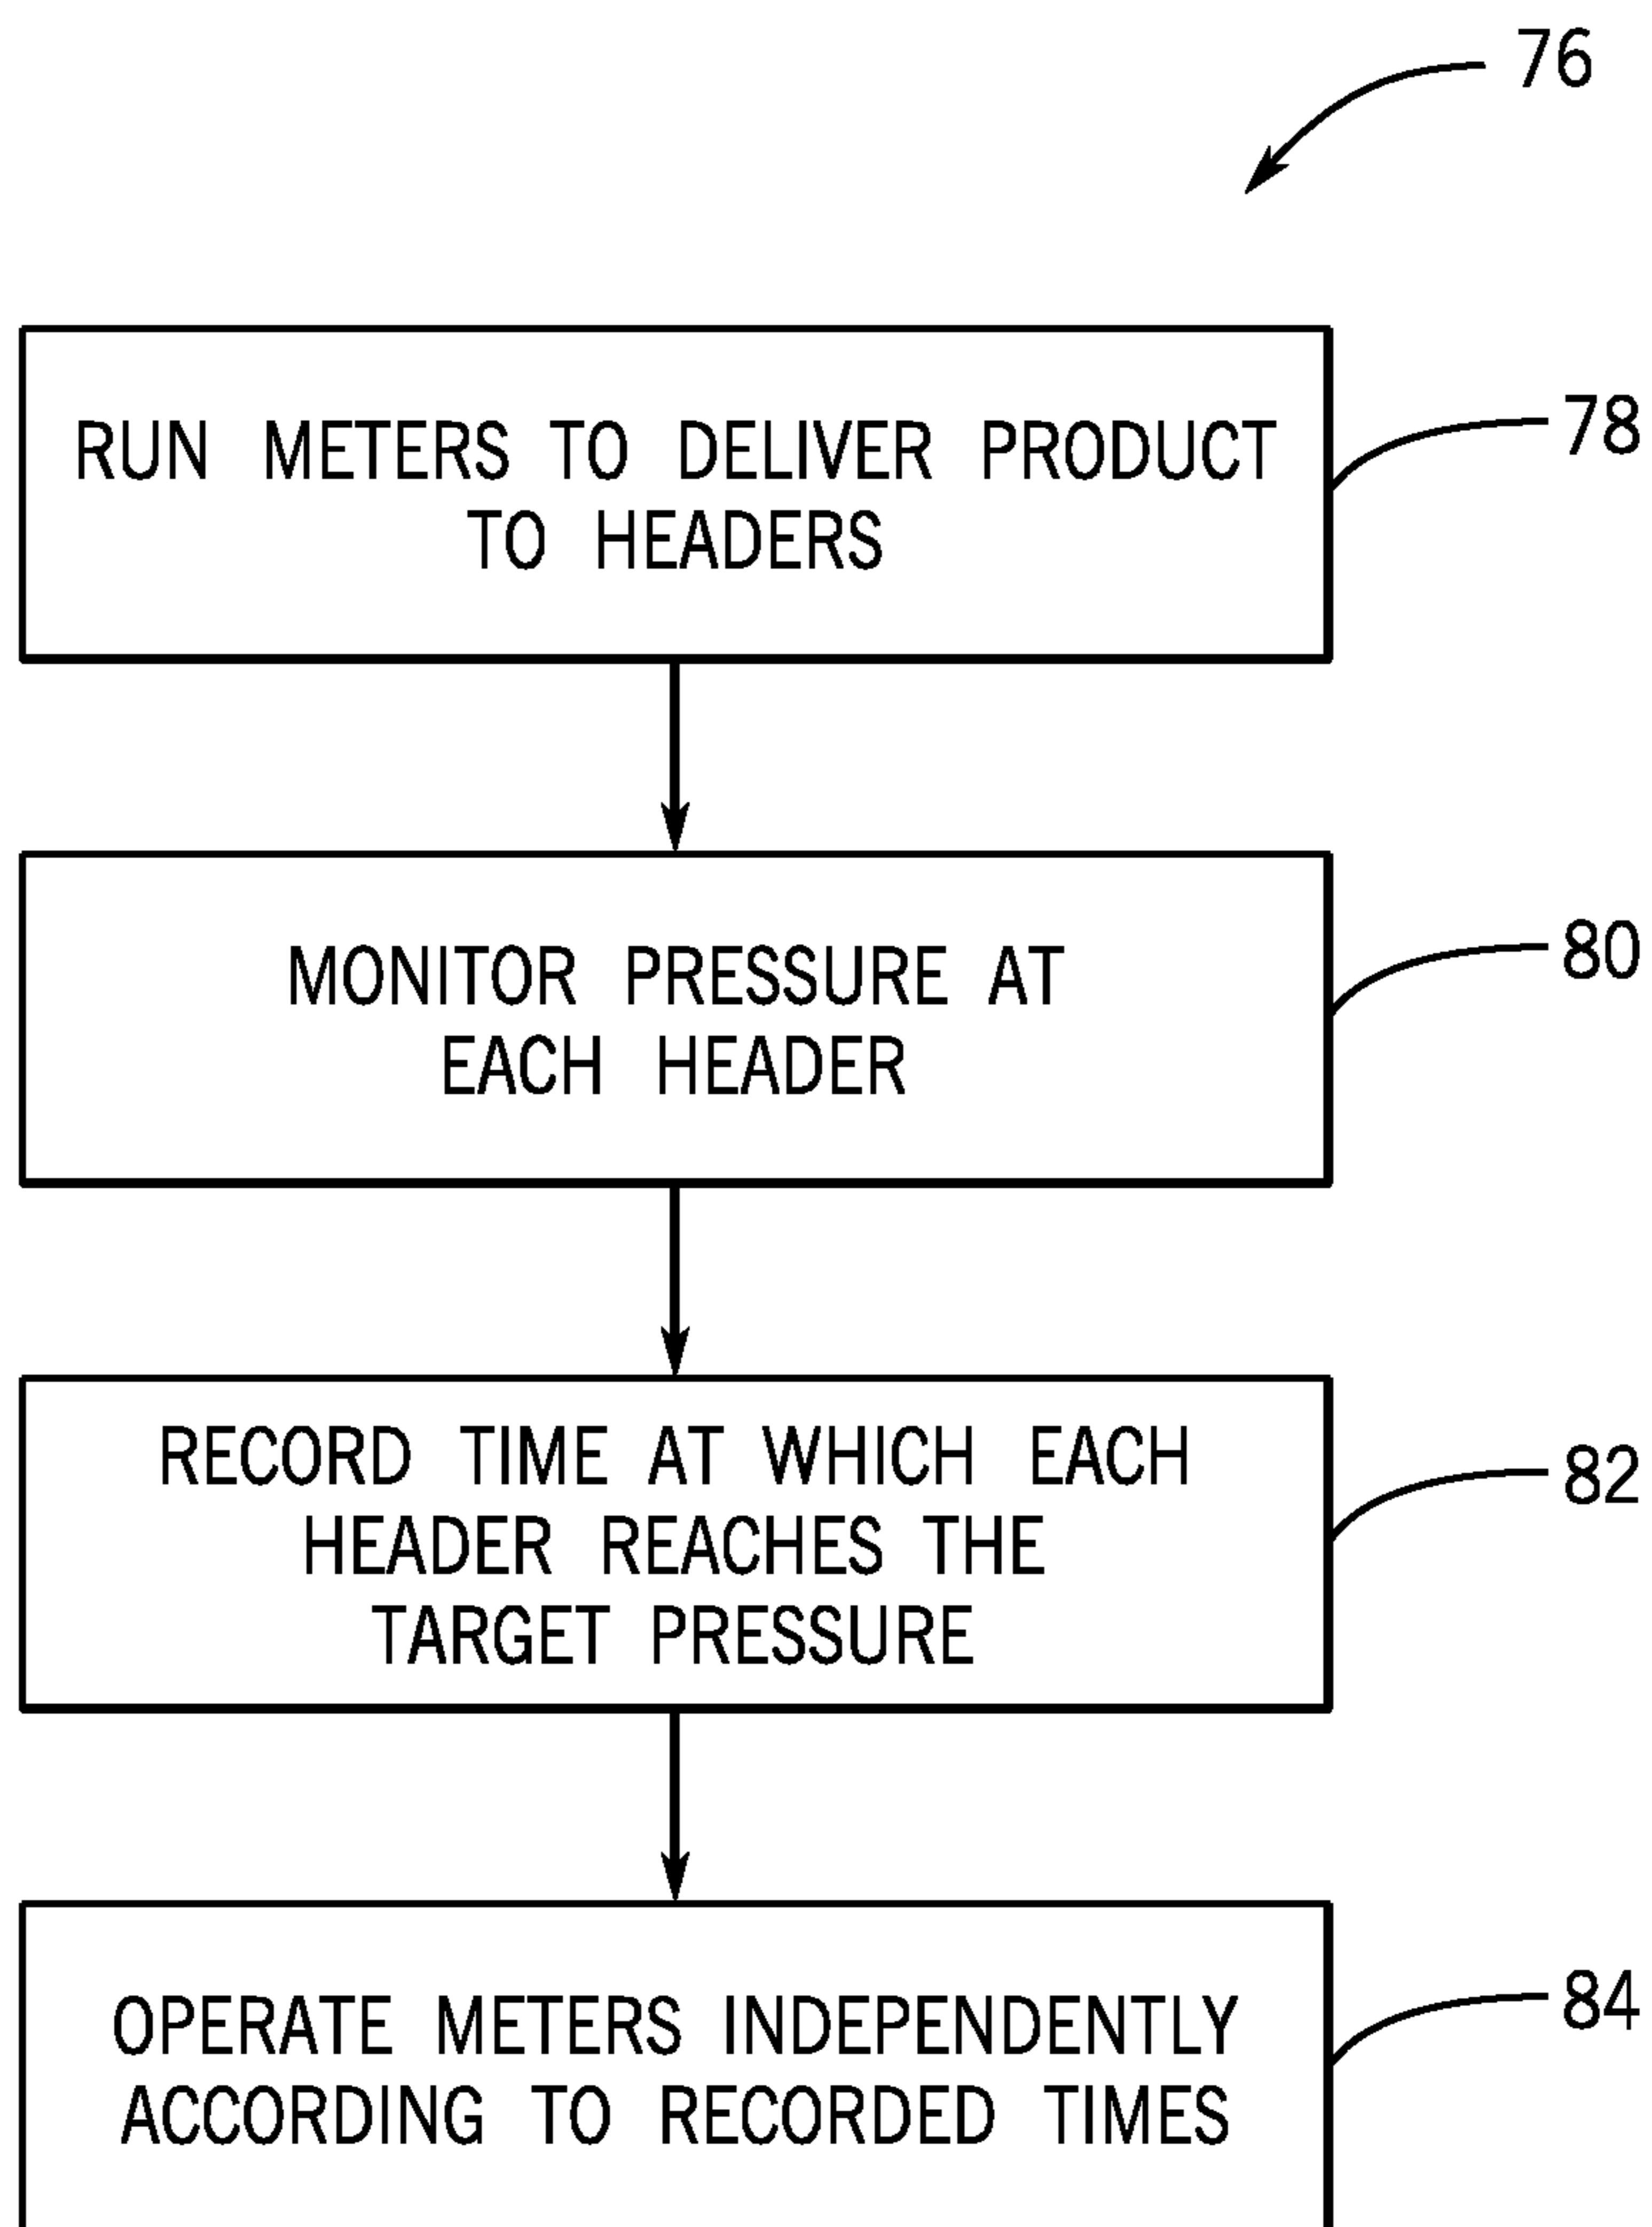 76
RUN METERS TO DELIVER PRODUCT
TO HEADERS
78
MONITOR PRESSURE AT
EACH HEADER
80
RECORD TIME AT WHICH EACH
HEADER REACHES THE
TARGET PRESSURE
82
OPERATE METERS INDEPENDENTLY
ACCORDING TO RECORDED TIMES
84